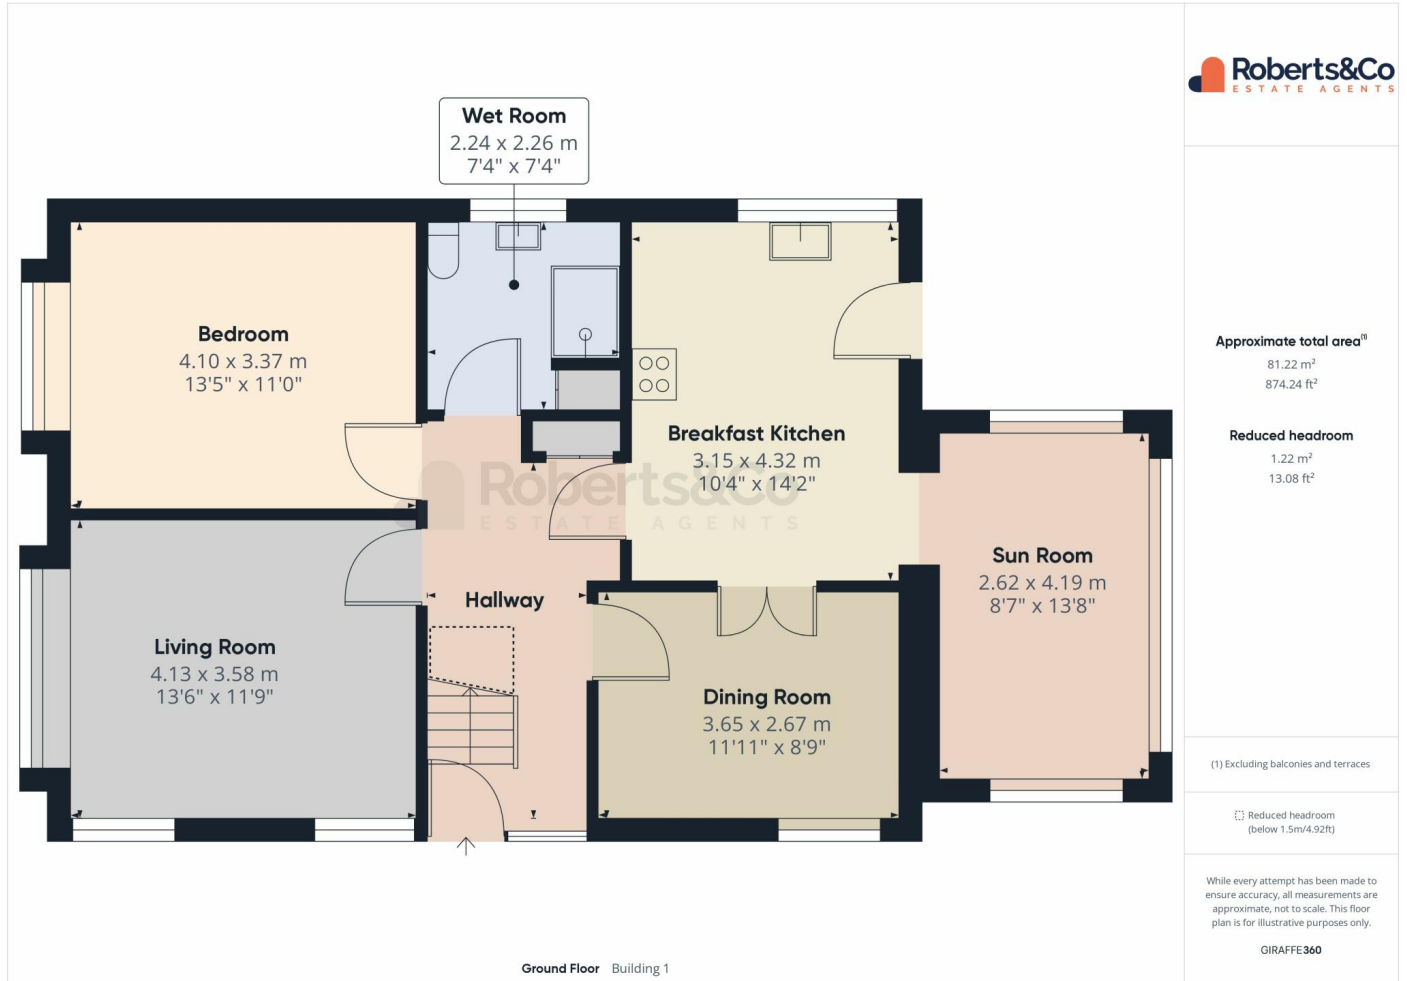 Wet Room
2.24 x 2.26 m
7'4" x 7'4"
Bedroom
4.10 x 3.37 m
13'5" x 11'0"
Breakfast Kitchen
3.15 x 4.32 m
10'4" x 14'2"
Roberts&Co
ESTATE AGENTS
Sun Room
2.62 x 4.19 m
8'7" x 13'8"
Hallway
Living Room
4.13 x 3.58 m
13'6" x 11'9"
Dining Room
3.65 x 2.67 m
11'11" x 8'9"
Ground Floor Building 1
Roberts&Co
ESTATE AGENTS
Approximate total area(1)
81.22 m²
874.24 ft²
Reduced headroom
1.22 m²
13.08 ft²
(1) Excluding balconies and terraces
Reduced headroom
(below 1.5m/4.92ft)
While every attempt has been made to
ensure accuracy, all measurements are
approximate, not to scale. This floor
plan is for illustrative purposes only.
GIRAFFE360